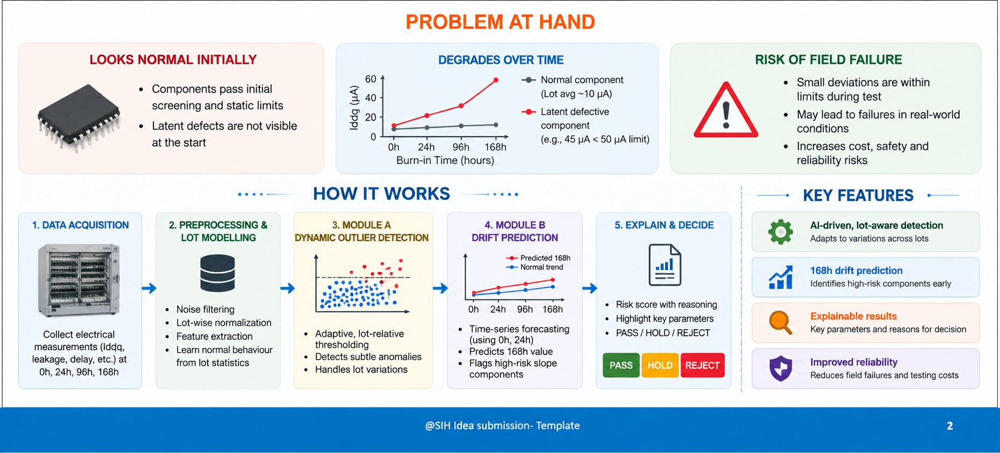 PROBLEM AT HAND
LOOKS NORMAL INITIALLY
• Components pass initial
screening and static limits
• Latent defects are not visible
at the start
DEGRADES OVER TIME
60
40
20
0
Iddq (µA)
0h 24h 96h 168h
Burn-in Time (hours)
Normal component
(Lot avg ~10 µA)
Latent defective
component
(e.g., 45 µA < 50 µA limit)
RISK OF FIELD FAILURE
• Small deviations are within
limits during test
• May lead to failures in real-world
conditions
• Increases cost, safety and
reliability risks
HOW IT WORKS
1. DATA ACQUISITION
Collect electrical
measurements (Iddq,
leakage, delay, etc.) at
0h, 24h, 96h, 168h
2. PREPROCESSING &
LOT MODELLING
• Noise filtering
• Lot-wise normalization
• Feature extraction
• Learn normal behaviour
from lot statistics
3. MODULE A
DYNAMIC OUTLIER DETECTION
• Adaptive, lot-relative
thresholding
• Detects subtle anomalies
• Handles lot variations
4. MODULE B
DRIFT PREDICTION
Predicted 168h
Normal trend
0h 24h 96h 168h
• Time-series forecasting
(using 0h, 24h)
• Predicts 168h value
• Flags high-risk slope
components
5. EXPLAIN & DECIDE
• Risk score with reasoning
• Highlight key parameters
• PASS / HOLD / REJECT
PASS HOLD REJECT
KEY FEATURES
AI-driven, lot-aware detection
Adapts to variations across lots
168h drift prediction
Identifies high-risk components early
Explainable results
Key parameters and reasons for decision
Improved reliability
Reduces field failures and testing costs
@SIH Idea submission- Template
2